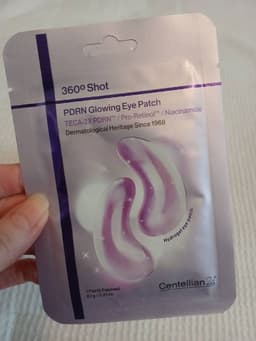 360º Shot
PDRN Glowing Eye Patch
TECA-2X PDRN™ / Pro-Retinol™ / Niacinamide
Dermatological Heritage Since 1968
Hydrogel eye patch
Centellian24